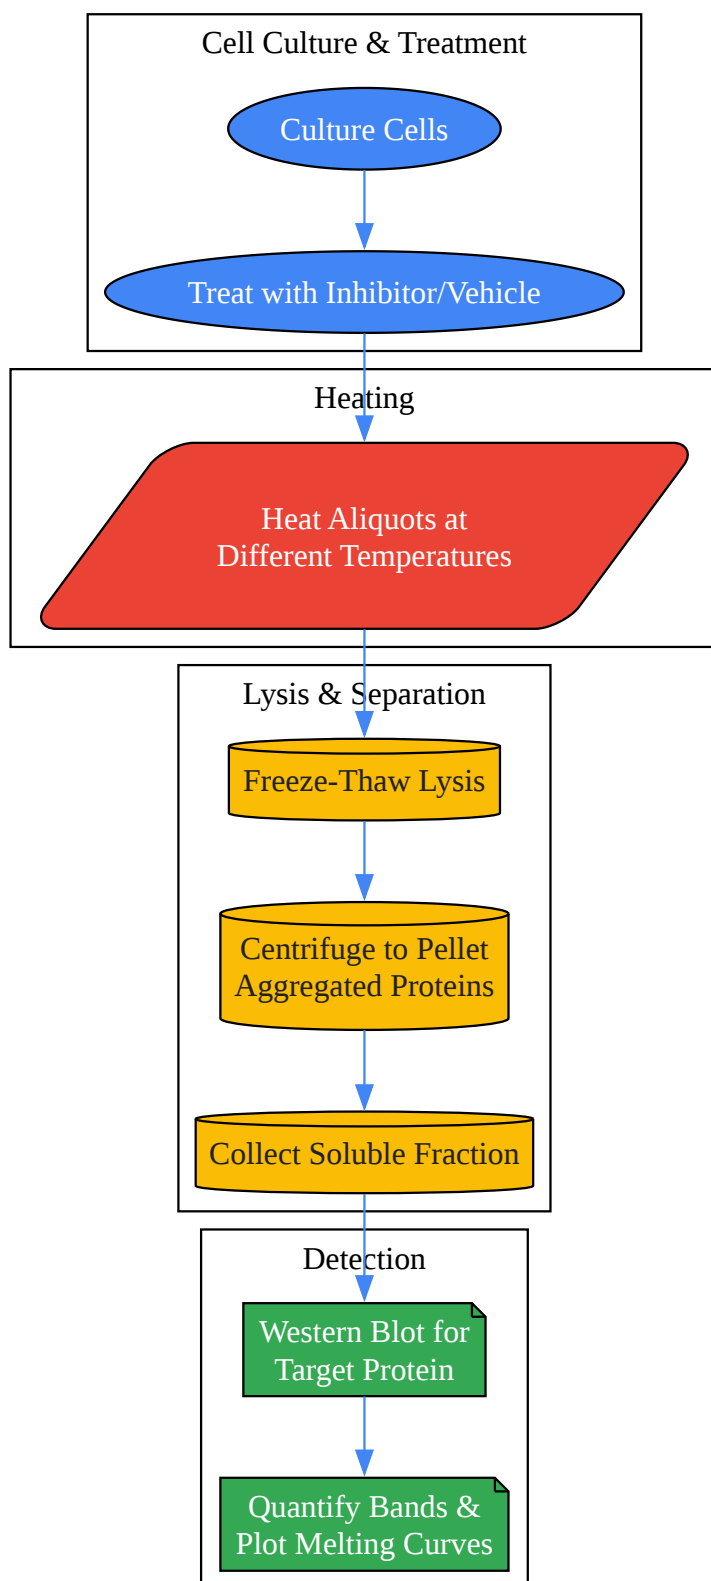 Cell Culture & Treatment
Culture Cells
Treat with Inhibitor/Vehicle
Heating
Heat Aliquots at
Different Temperatures
Lysis & Separation
Freeze-Thaw Lysis
Centrifuge to Pellet
Aggregated Proteins
Collect Soluble Fraction
Detection
Western Blot for
Target Protein
Quantify Bands &
Plot Melting Curves